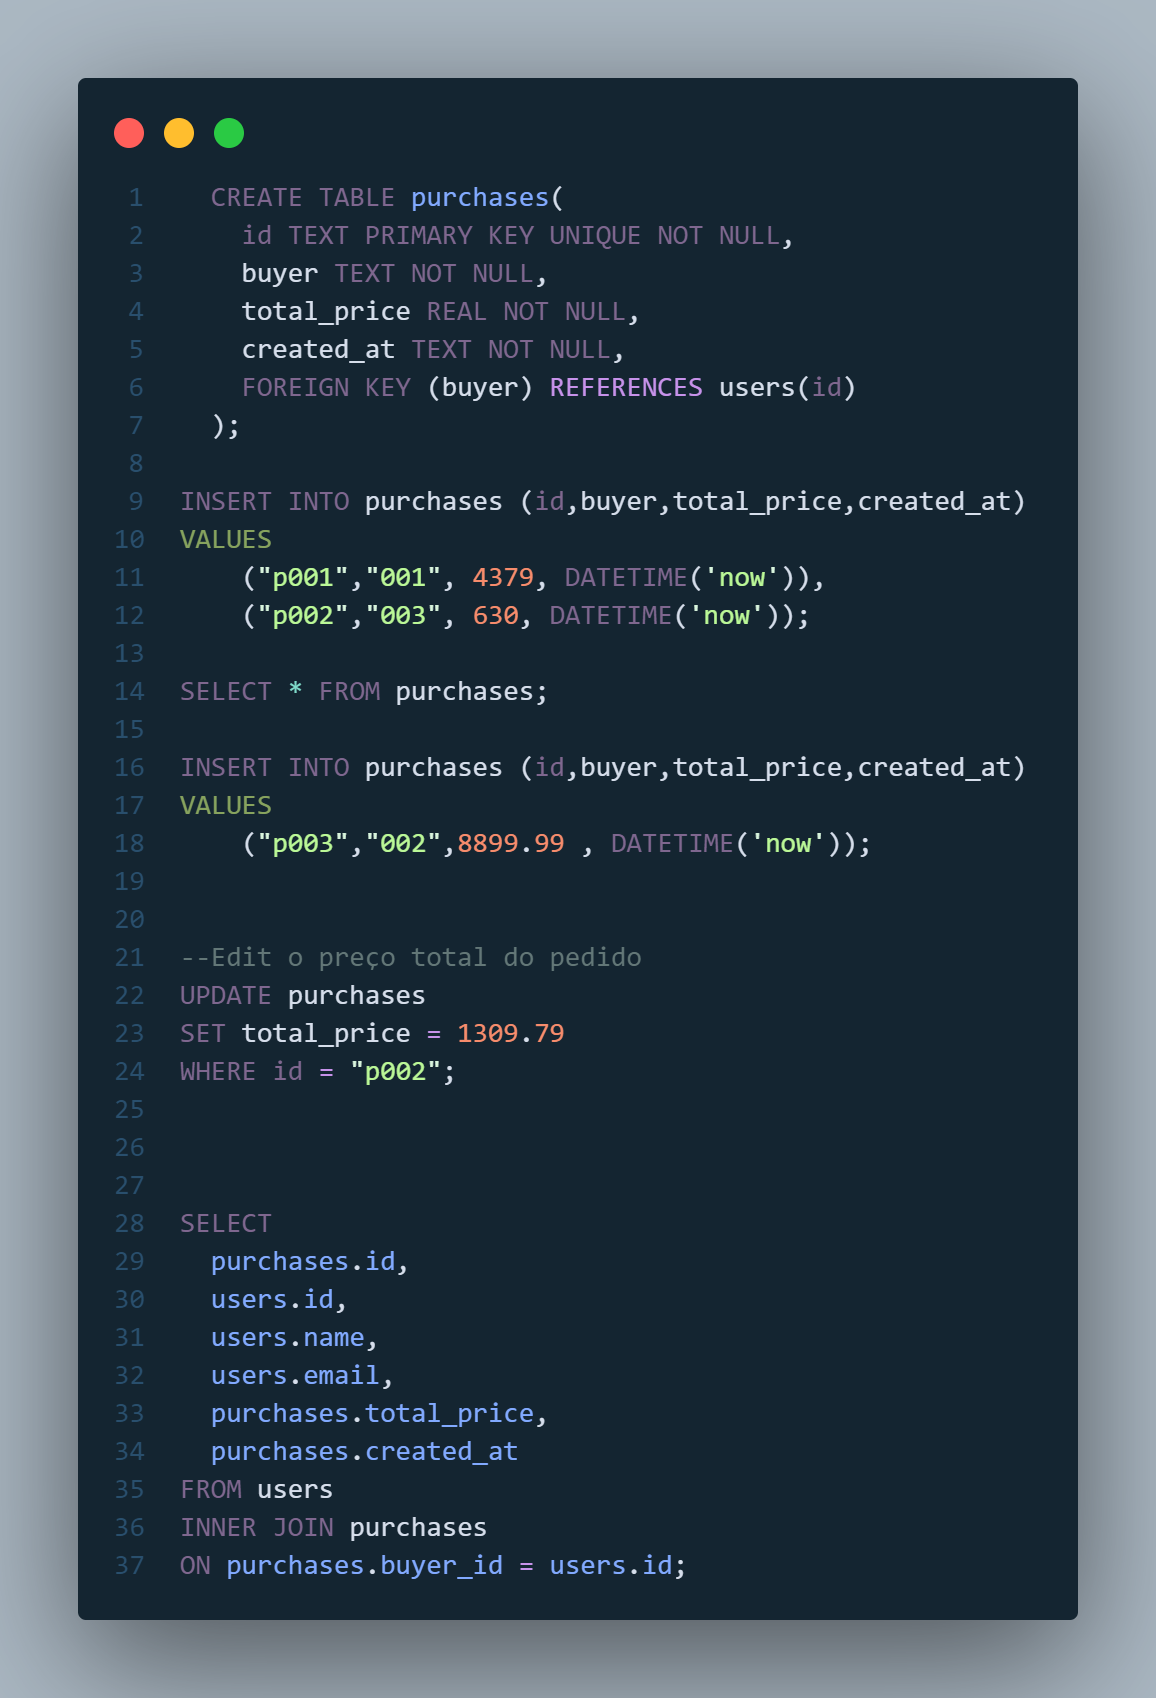 1 CREATE TABLE purchases(
2 id TEXT PRIMARY KEY UNIQUE NOT NULL,
3 buyer TEXT NOT NULL,
4 total_price REAL NOT NULL,
5 created_at TEXT NOT NULL,
6 FOREIGN KEY (buyer) REFERENCES users(id)
7 );
8
9 INSERT INTO purchases (id,buyer,total_price,created_at)
10 VALUES
11 ("p001","001", 4379, DATETIME('now')),
12 ("p002","003", 630, DATETIME('now'));
13
14 SELECT * FROM purchases;
15
16 INSERT INTO purchases (id,buyer,total_price,created_at)
17 VALUES
18 ("p003","002",8899.99 , DATETIME('now'));
19
20
21 --Edit o preço total do pedido
22 UPDATE purchases
23 SET total_price = 1309.79
24 WHERE id = "p002";
25
26
27
28 SELECT
29 purchases.id,
30 users.id,
31 users.name,
32 users.email,
33 purchases.total_price,
34 purchases.created_at
35 FROM users
36 INNER JOIN purchases
37 ON purchases.buyer_id = users.id;